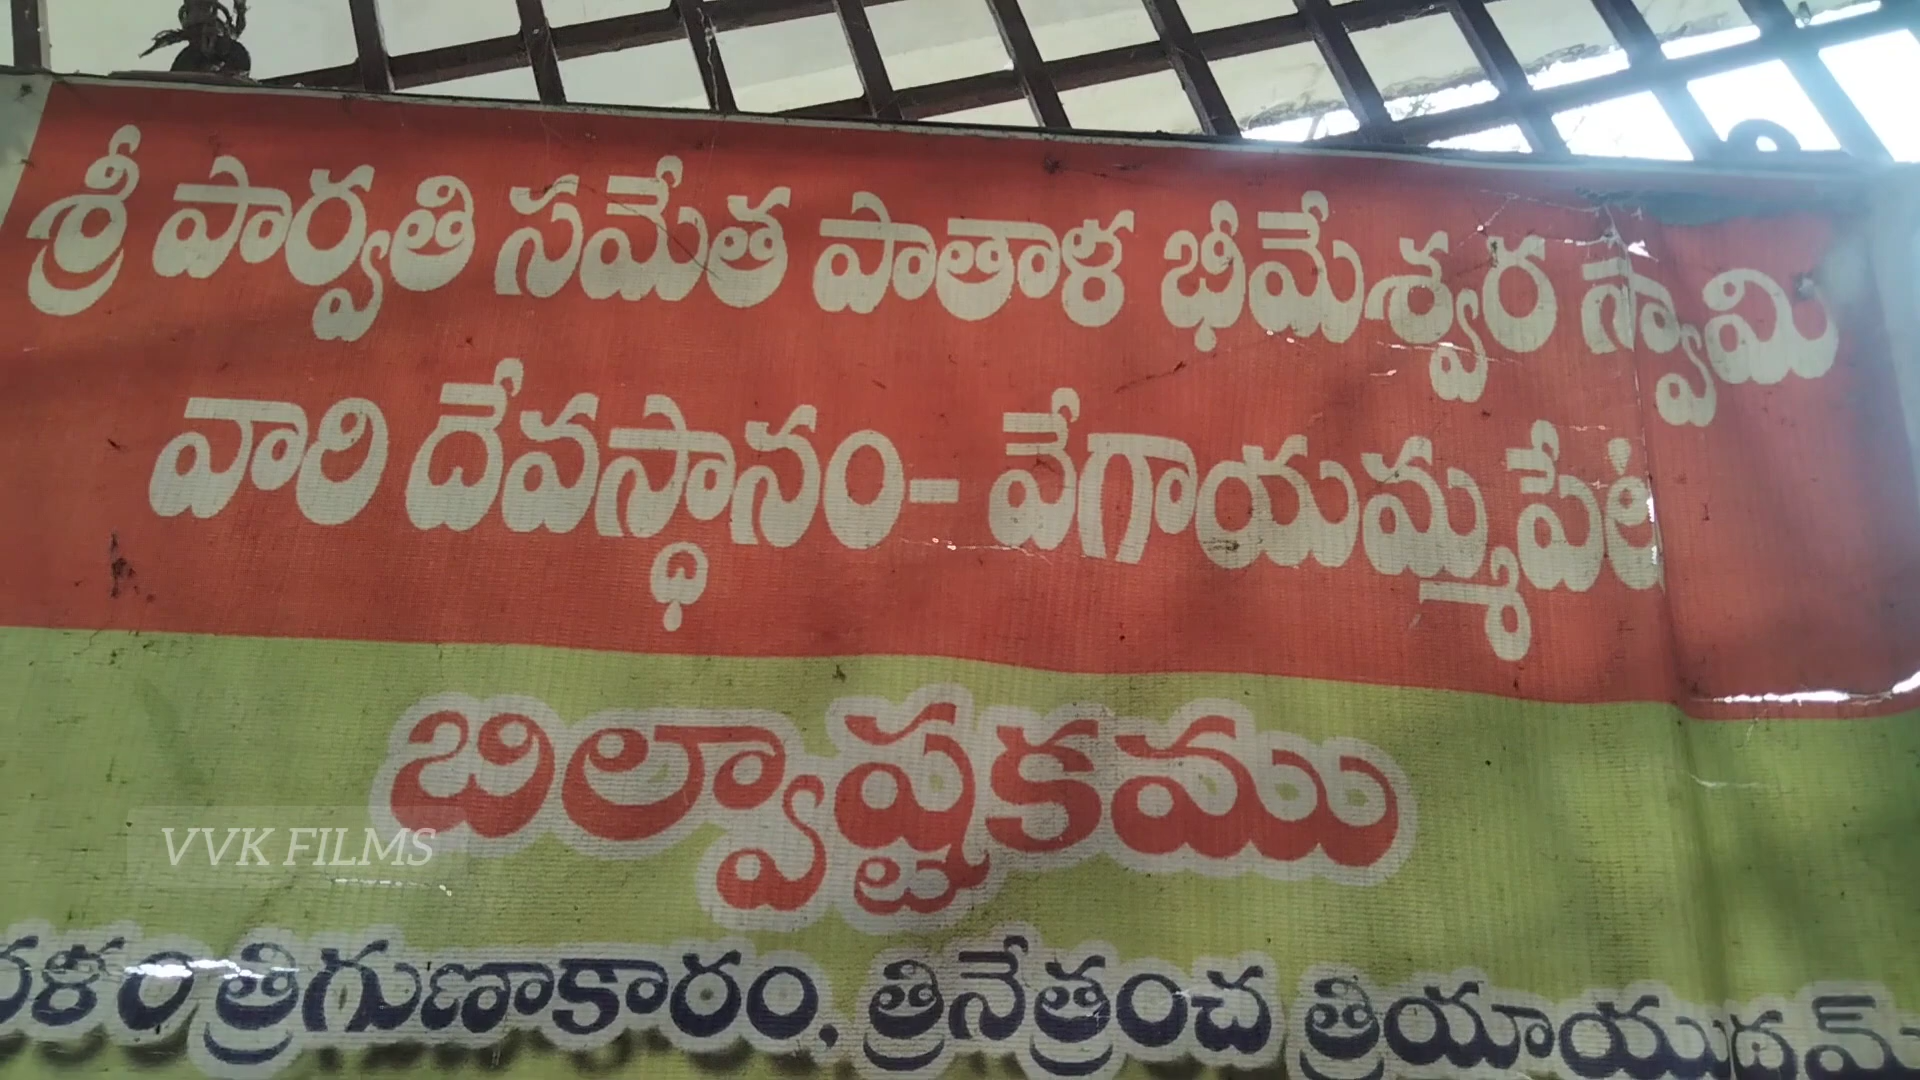 శ్రీ పార్వతి సమేత పాతాళ భీమేశ్వర స్వామి
వారి దేవస్థానం- వేగాయమ్మపేట
బిల్వాష్టకము
VVK FILMS
త్రిగుణాకారం, త్రినేత్రంచ త్రియాయుధమ్